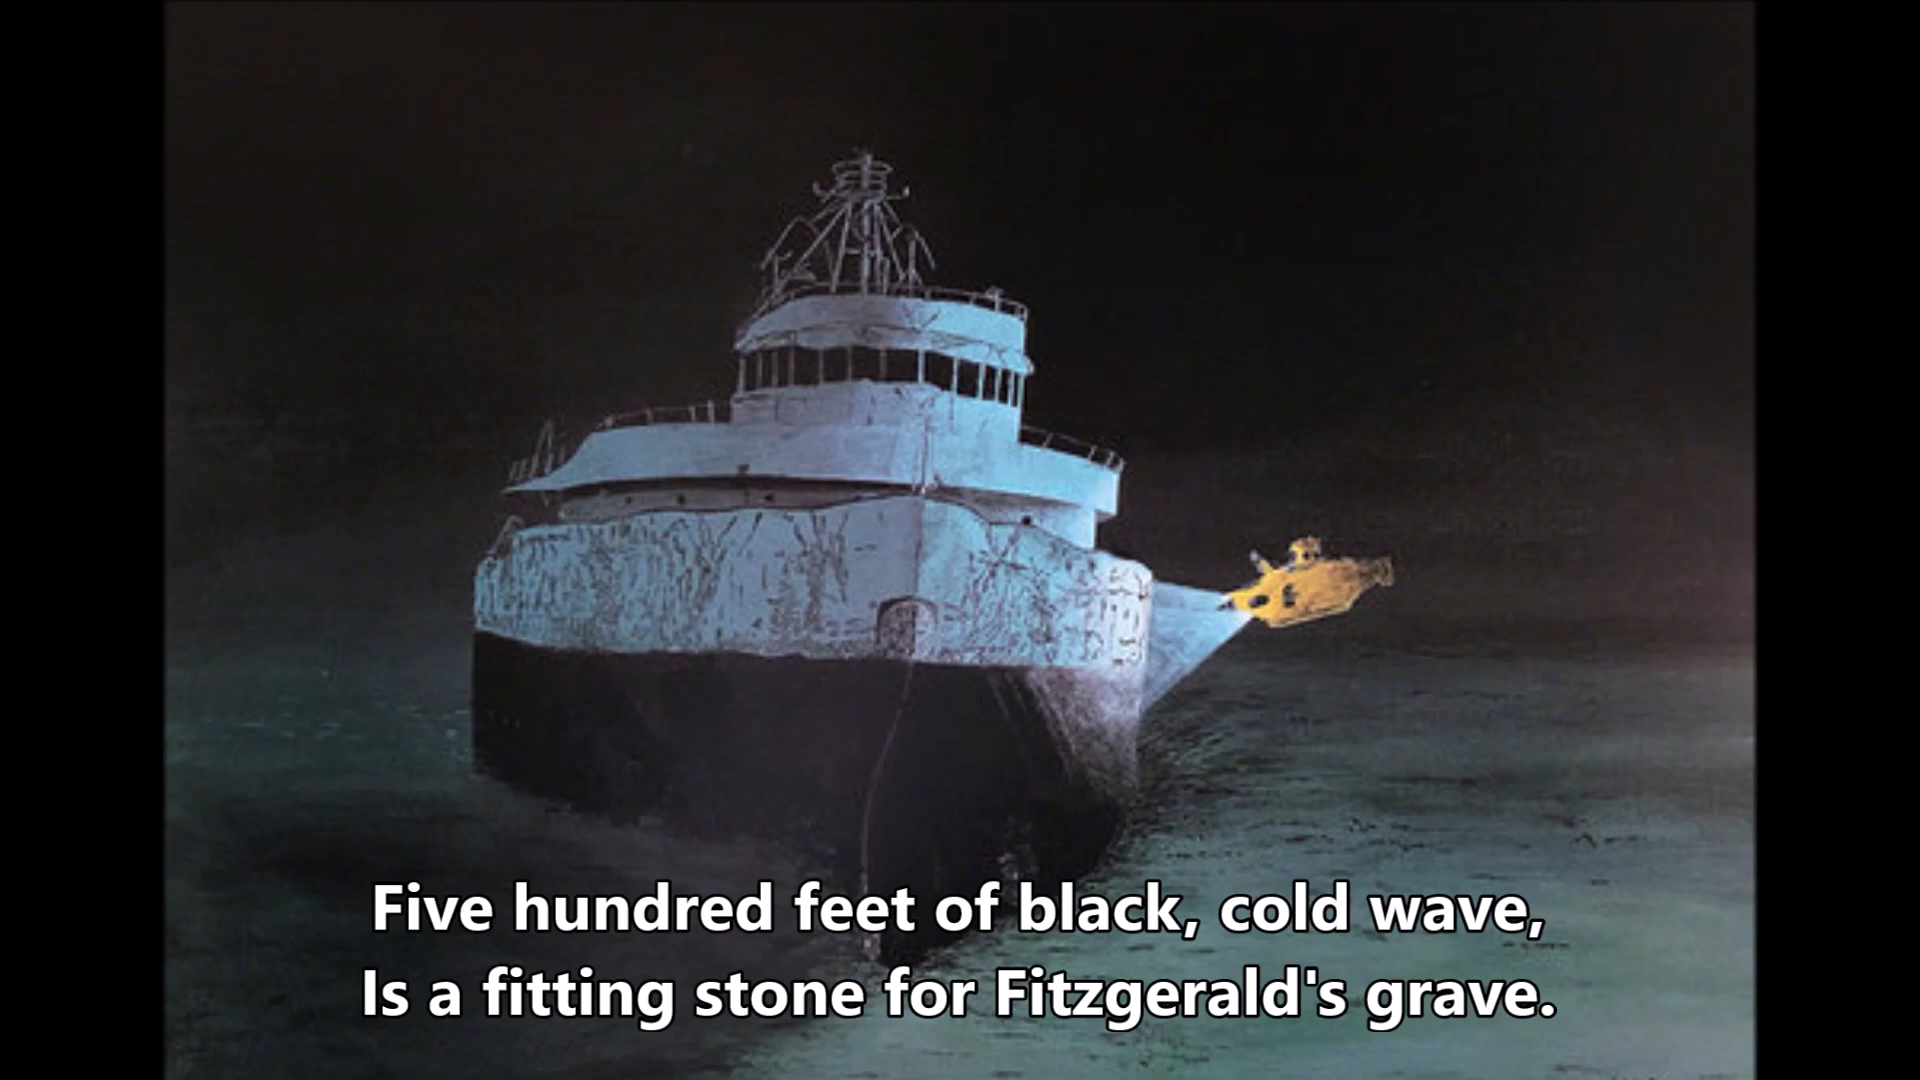 Five hundred feet of black, cold wave,
Is a fitting stone for Fitzgerald's grave.